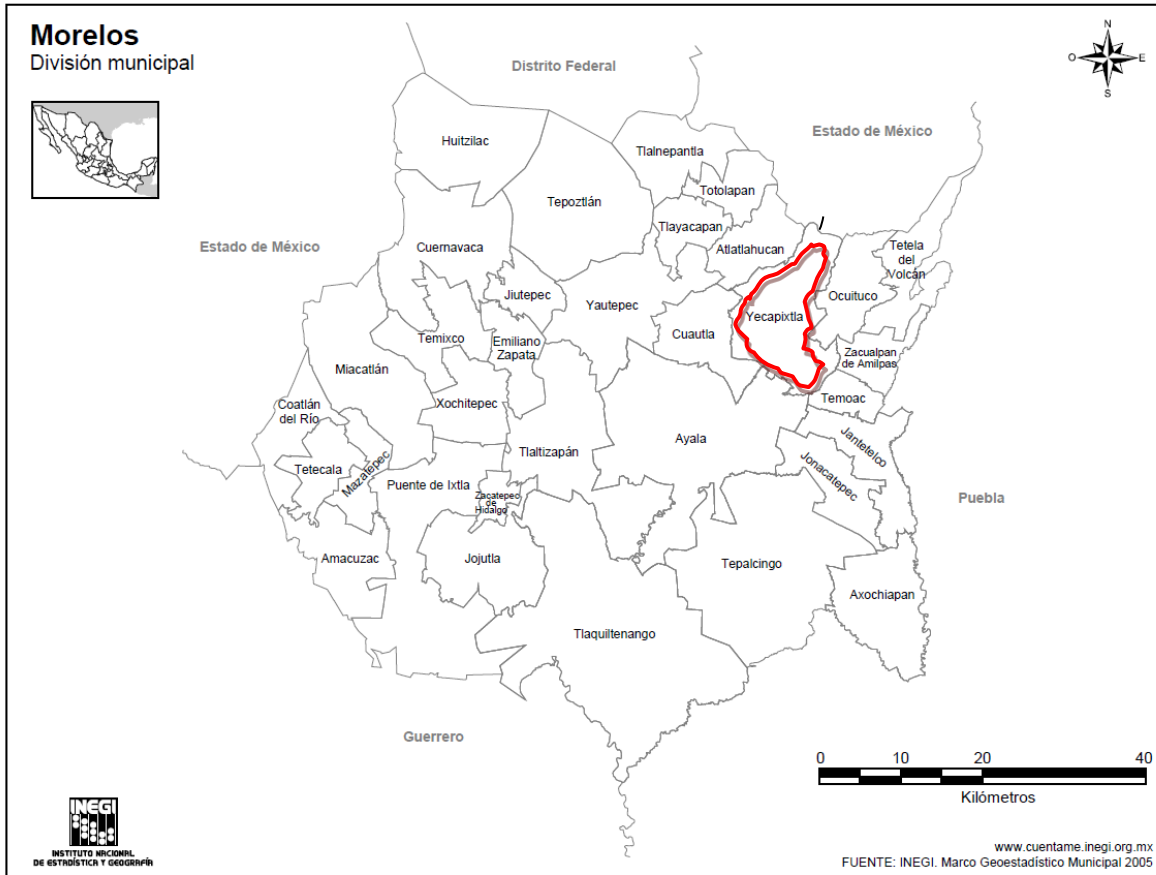 Morelos
División municipal
N
O
E
S
Distrito Federal
Estado de México
Huitzilac
Tlalnepantla
Tepoztlán
Totolapan
Tlayacapan
Estado de México
Cuernavaca
Atlatlahucan
Tetela
del
Volcán
Jiutepec
Yautepec
Ocuituco
Yecapixtla
Cuautla
Temixco
Emiliano
Zapata
Zacualpan
de Amilpas
Miacatlán
Temoac
Coatlán
del Río
Xochitepec
Ayala
Jantetelco
Tlaltizapán
Jonacatepec
Tetecala
Mazatepec
Puente de Ixtla
Zacatepec
de
Hidalgo
Puebla
Amacuzac
Jojutla
Tepalcingo
Axochiapan
Tlaquiltenango
Guerrero
0
10
20
40
Kilómetros
INEGI
INSTITUTO NACIONAL
DE ESTADÍSTICA Y GEOGRAFÍA
www.cuentame.inegi.org.mx
FUENTE: INEGI. Marco Geoestadístico Municipal 2005